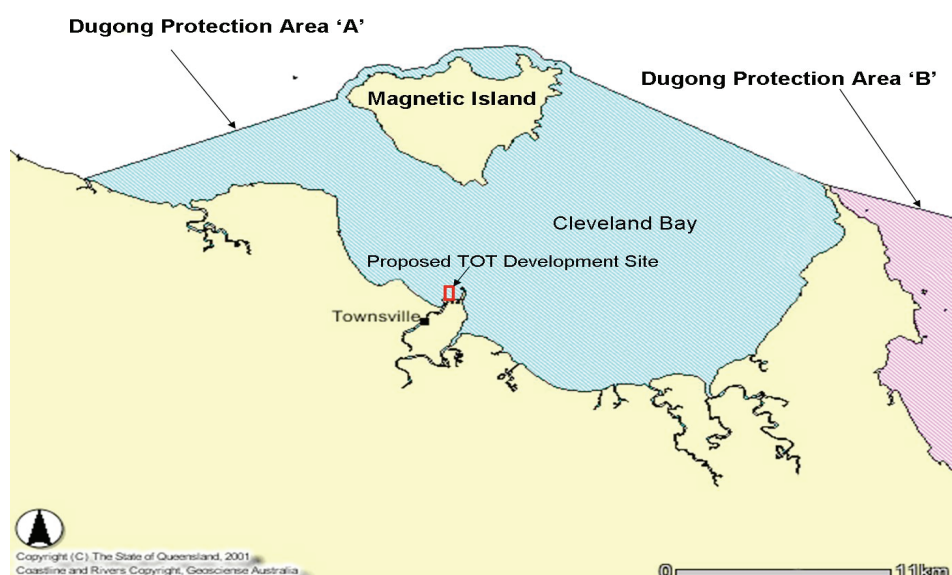 Dugong Protection Area ‘A’
Dugong Protection Area ‘B’
Magnetic Island
Cleveland Bay
Proposed TOT Development Site
Townsville
Copyright (C) The State of Queensland, 2001
Coastline and Rivers Copyright, Geosciense Australia
0 11km